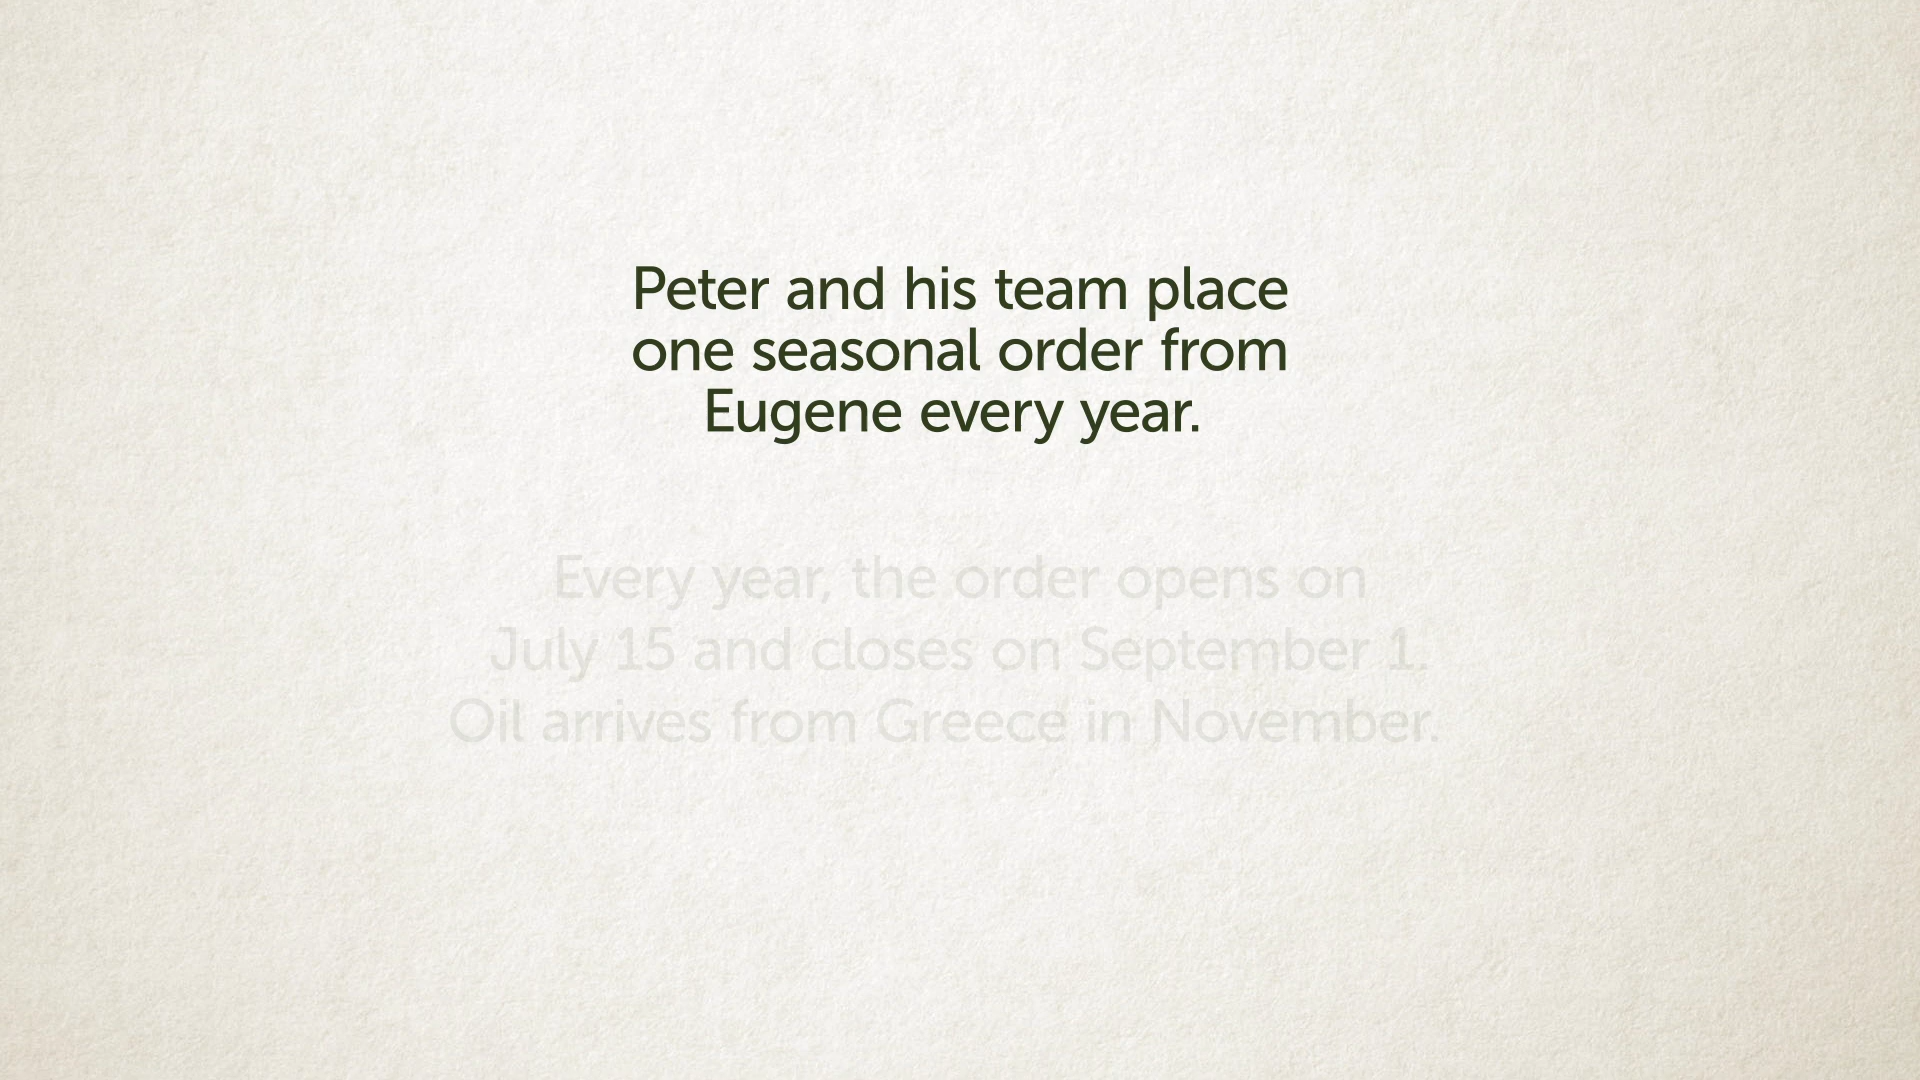 Peter and his team place
one seasonal order from
Eugene every year.
Every year, the order opens on
July 15 and closes on September 1.
Oil arrives from Greece in November.